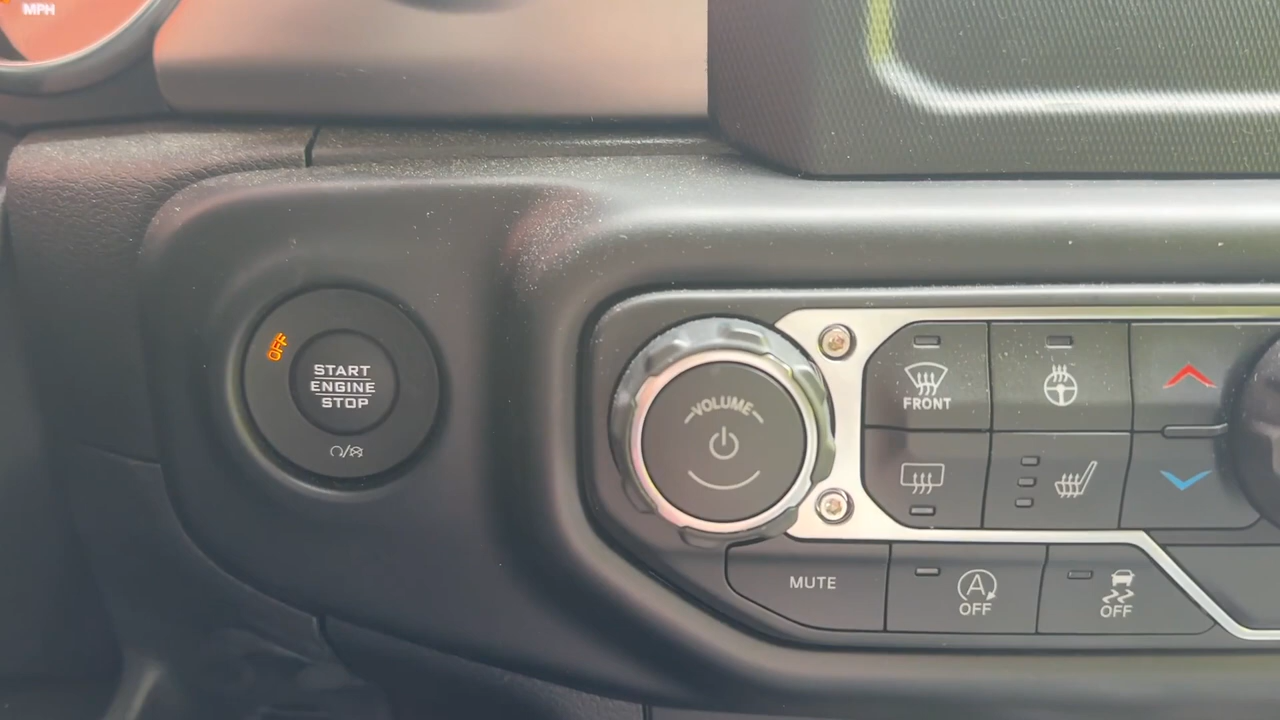 MPH
OFF
START
ENGINE
STOP
VOLUME
FRONT
MUTE
A
OFF
OFF